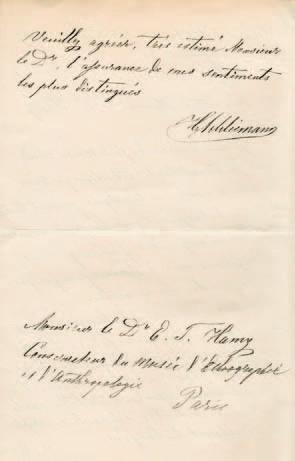 Veuillez agréer, très estimé Monsieur
le Dr, l'assurance de mes sentiments
les plus distingués
HSchliemann
Monsieur le Dr E. T. Hamy
Conservateur du Musée d'Ethnographie
et d'Anthropologie
Paris